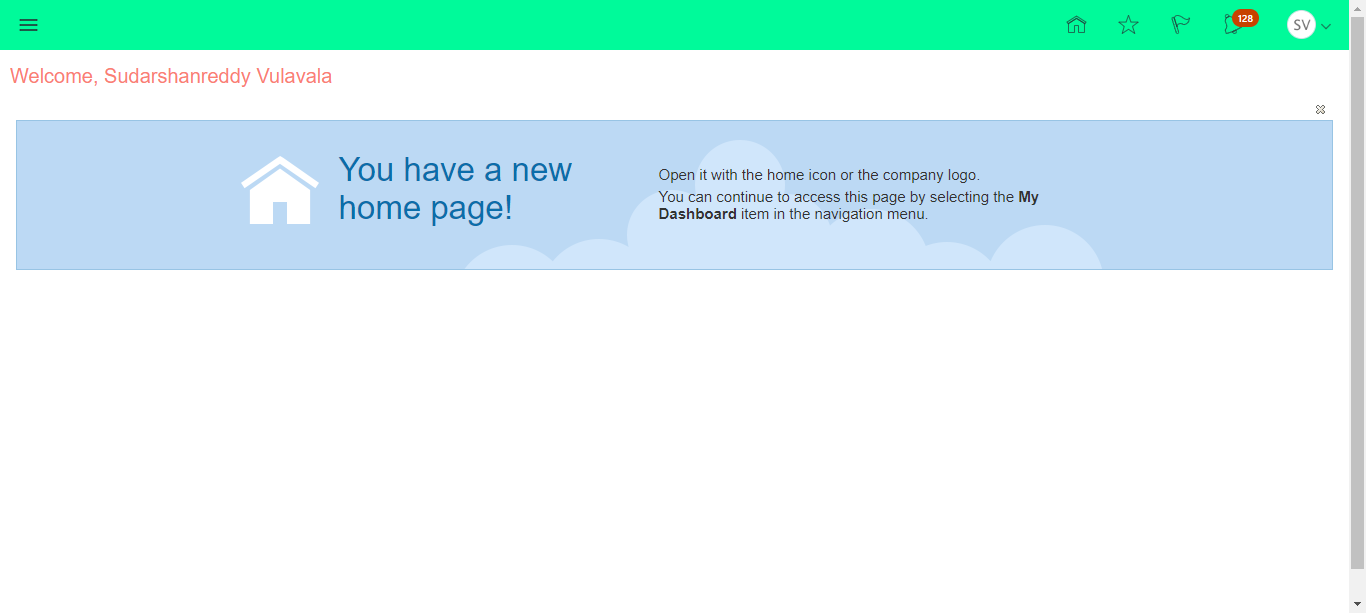 128
SV
Welcome, Sudarshanreddy Vulavala
You have a new
home page!
Open it with the home icon or the company logo.
You can continue to access this page by selecting the My
Dashboard item in the navigation menu.